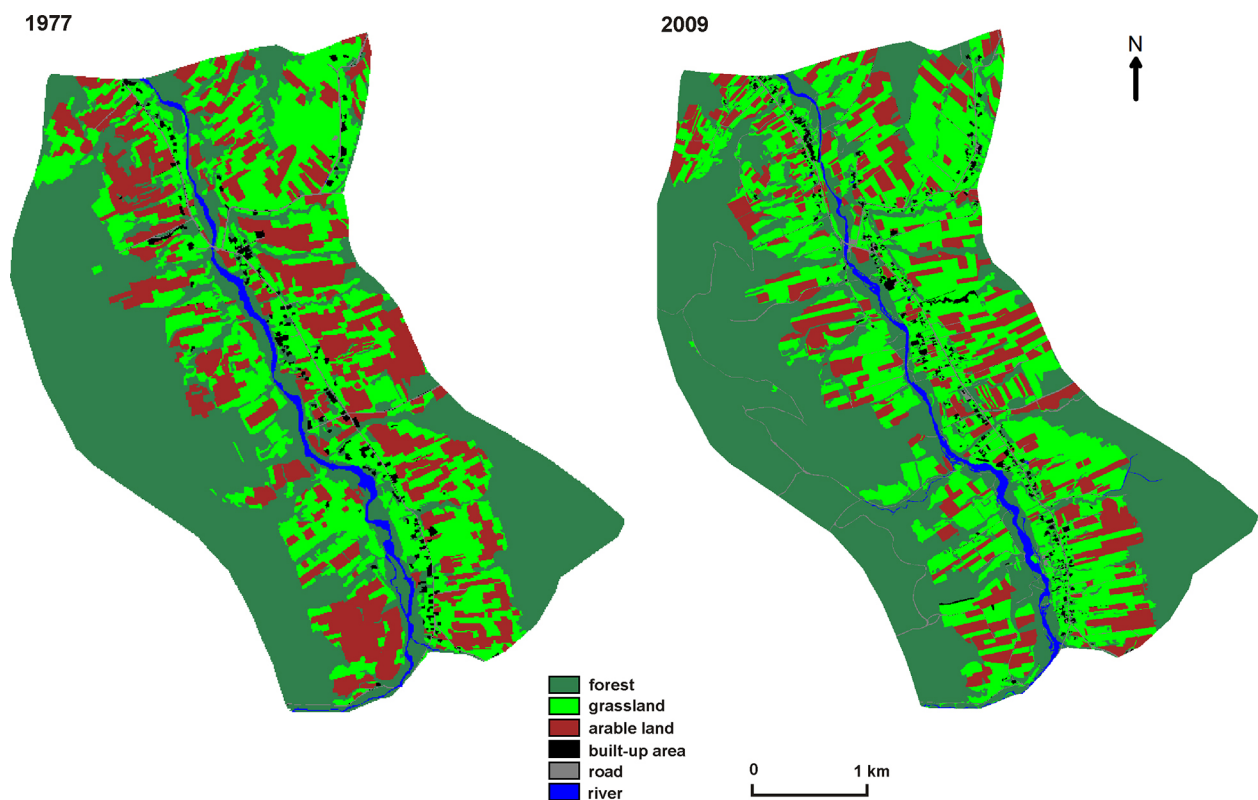 1977
2009
N
forest
grassland
arable land
built-up area
road
river
0 1 km